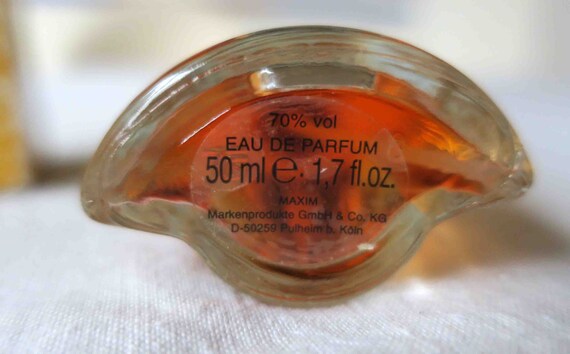 70% vol
EAU DE PARFUM
50 ml e · 1,7 fl.oz.
MAXIM
Markenprodukte GmbH & Co. KG
D-50259 Pulheim b. Köln